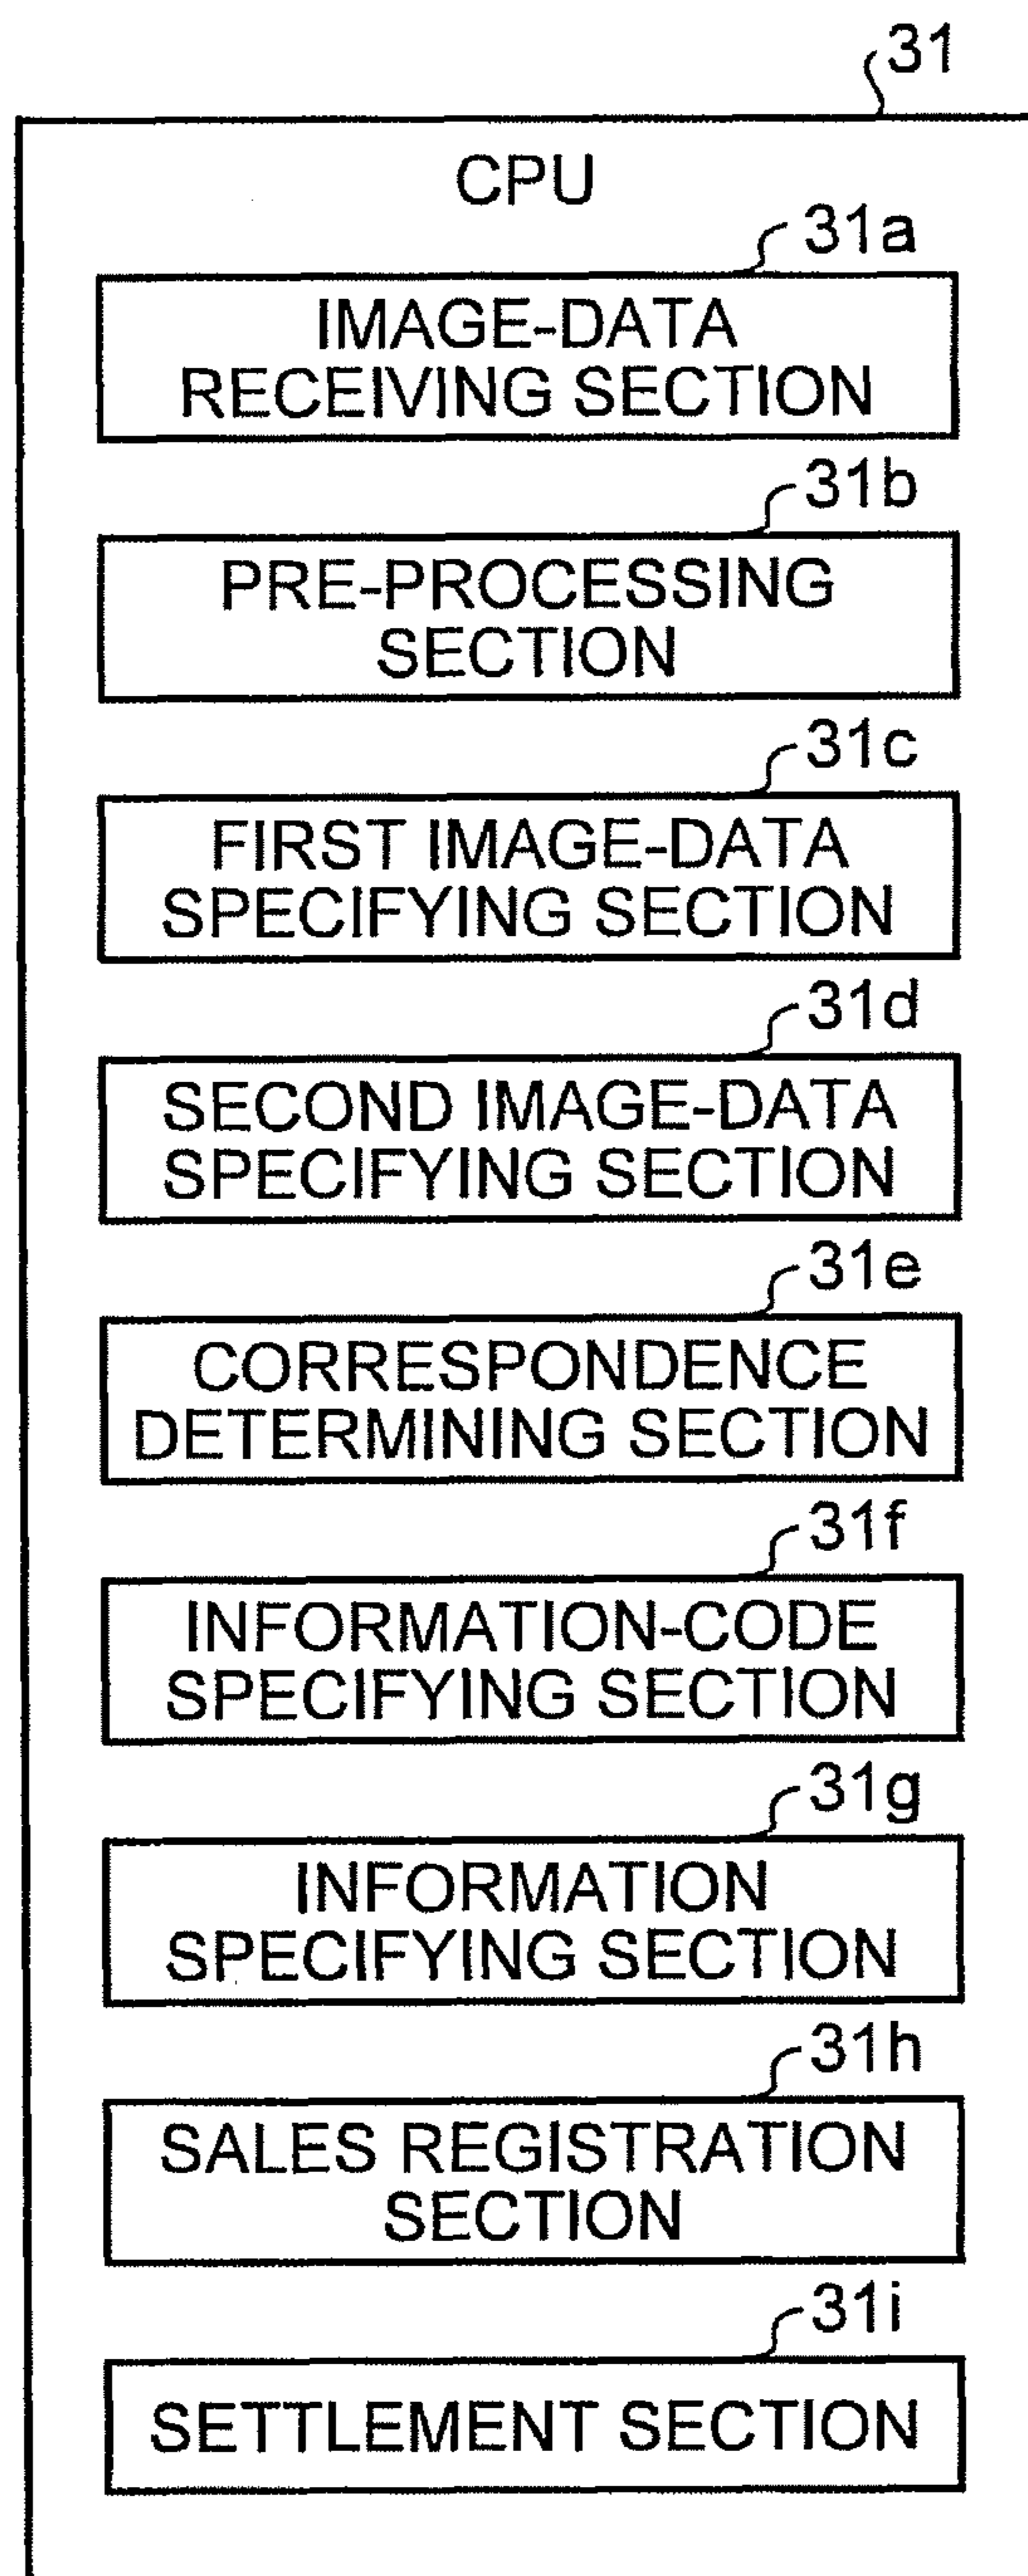 31
CPU
31a
IMAGE-DATA
RECEIVING SECTION
31b
PRE-PROCESSING
SECTION
31c
FIRST IMAGE-DATA
SPECIFYING SECTION
31d
SECOND IMAGE-DATA
SPECIFYING SECTION
31e
CORRESPONDENCE
DETERMINING SECTION
31f
INFORMATION-CODE
SPECIFYING SECTION
31g
INFORMATION
SPECIFYING SECTION
31h
SALES REGISTRATION
SECTION
31i
SETTLEMENT SECTION